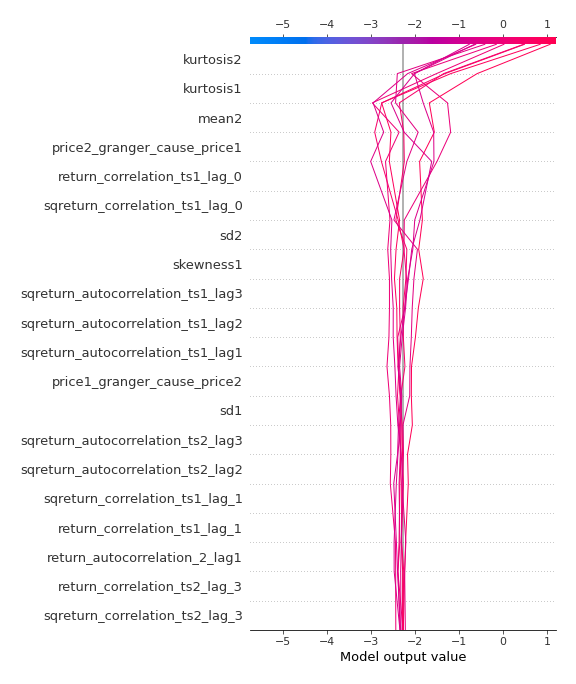 −5 −4 −3 −2 −1 0 1
kurtosis2
kurtosis1
mean2
price2_granger_cause_price1
return_correlation_ts1_lag_0
sqreturn_correlation_ts1_lag_0
sd2
skewness1
sqreturn_autocorrelation_ts1_lag3
sqreturn_autocorrelation_ts1_lag2
sqreturn_autocorrelation_ts1_lag1
price1_granger_cause_price2
sd1
sqreturn_autocorrelation_ts2_lag3
sqreturn_autocorrelation_ts2_lag2
sqreturn_correlation_ts1_lag_1
return_correlation_ts1_lag_1
return_autocorrelation_2_lag1
return_correlation_ts2_lag_3
sqreturn_correlation_ts2_lag_3
−5 −4 −3 −2 −1 0 1
Model output value